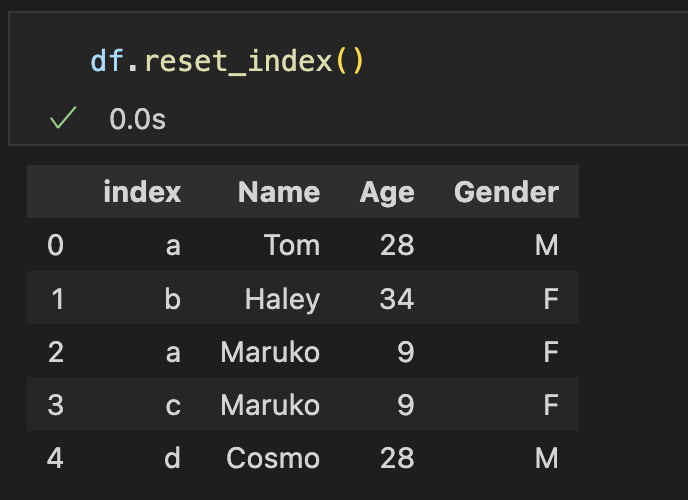 df.reset_index()
✓ 0.0s
index Name Age Gender
0 a Tom 28 M
1 b Haley 34 F
2 a Maruko 9 F
3 c Maruko 9 F
4 d Cosmo 28 M